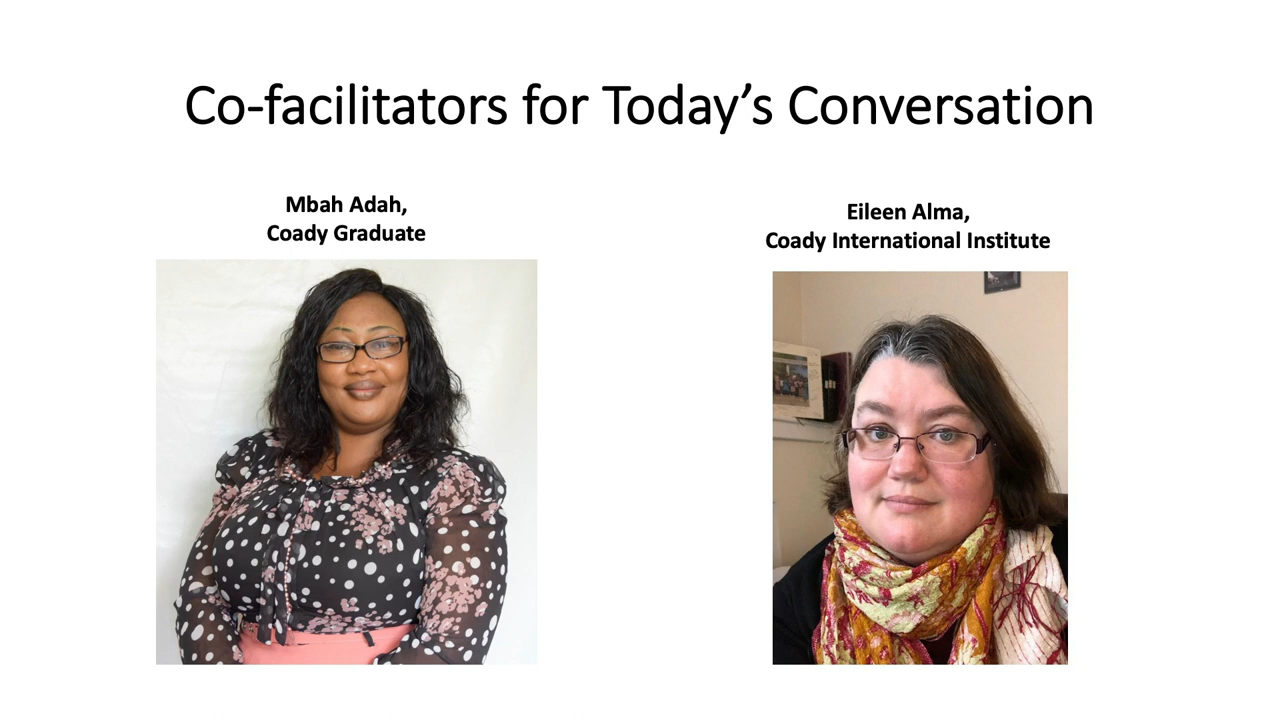 Co-facilitators for Today’s Conversation
Mbah Adah,
Coady Graduate
Eileen Alma,
Coady International Institute